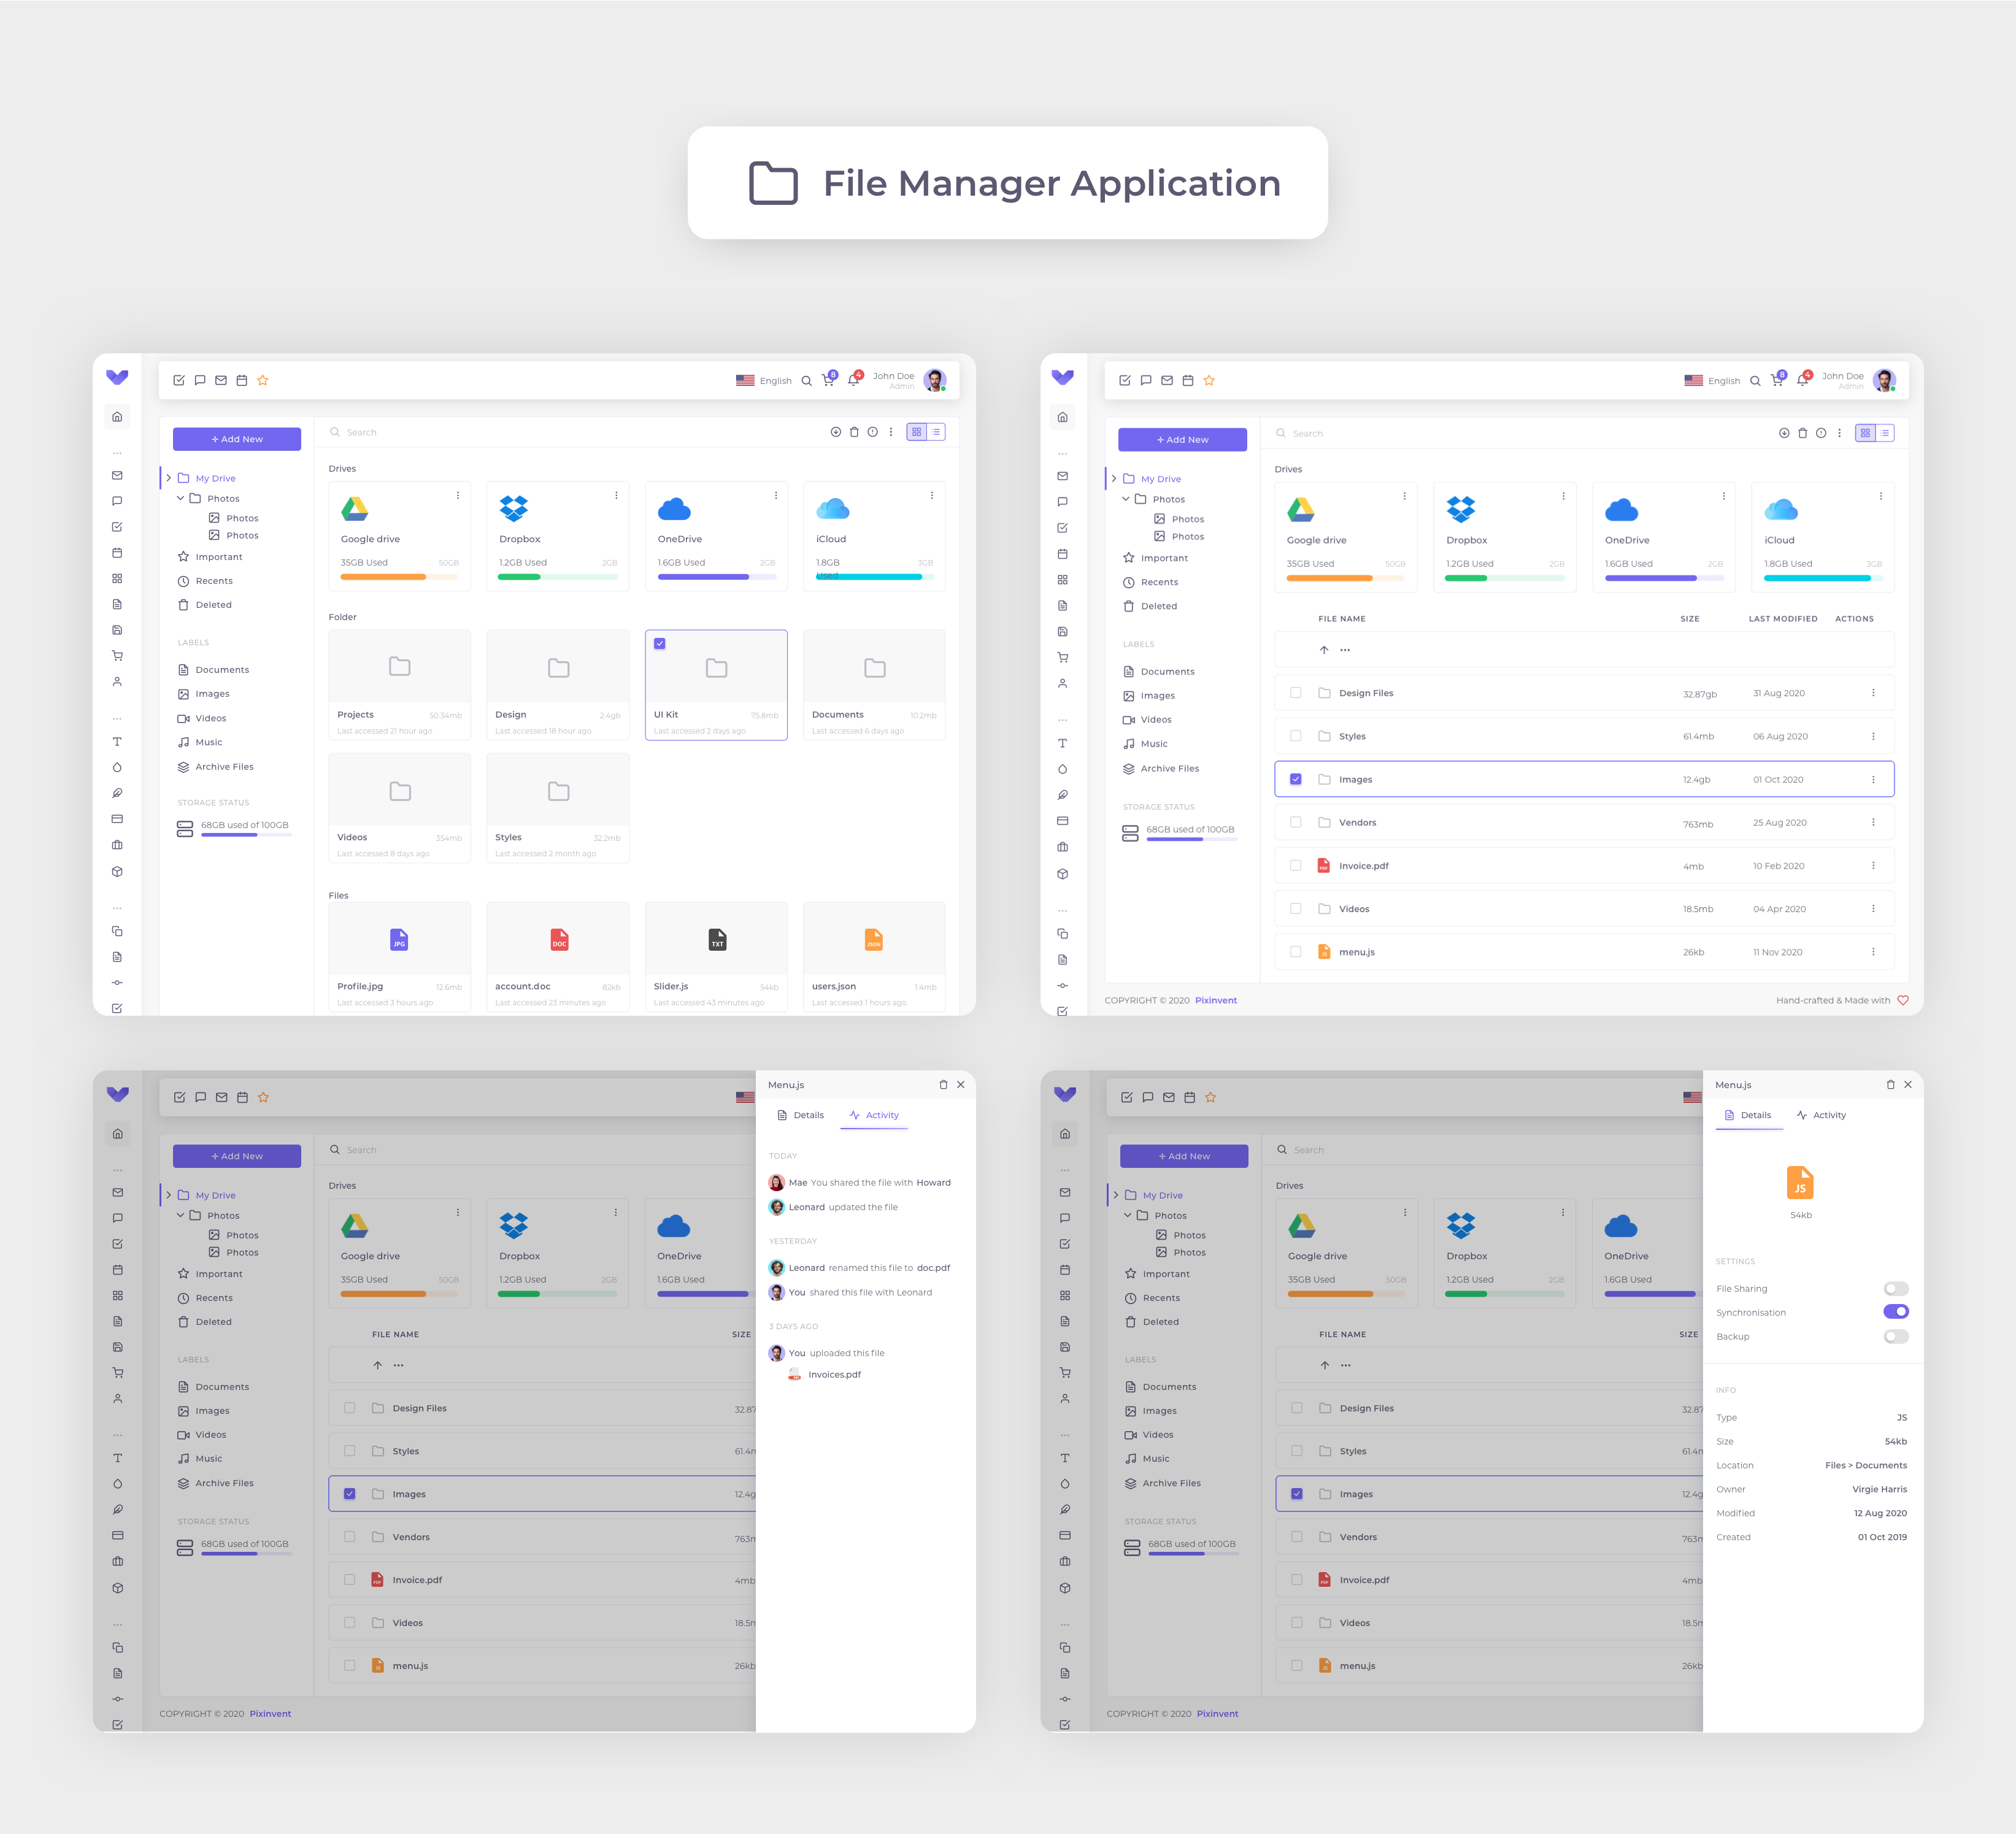 File Manager Application
English
8
4
John Doe
Admin
+ Add New
My Drive
Photos
Photos
Photos
Important
Recents
Deleted
LABELS
Documents
Images
Videos
Music
Archive Files
STORAGE STATUS
68GB used of 100GB
Search
Drives
Google drive
35GB Used 50GB
Dropbox
1.2GB Used 2GB
OneDrive
1.6GB Used 2GB
iCloud
1.8GB Used 3GB
Folder
Projects 50.34mb
Last accessed 21 hour ago
Design 2.4gb
Last accessed 18 hour ago
UI Kit 75.8mb
Last accessed 2 days ago
Documents 10.2mb
Last accessed 6 days ago
Videos 354mb
Last accessed 8 days ago
Styles 32.2mb
Last accessed 2 month ago
Files
JPG
Profile.jpg 12.6mb
Last accessed 3 hours ago
DOC
account.doc 82kb
Last accessed 23 minutes ago
TXT
Slider.js 54kb
Last accessed 43 minutes ago
JSON
users.json 1.4mb
Last accessed 1 hours ago
English
8
4
John Doe
Admin
+ Add New
My Drive
Photos
Photos
Photos
Important
Recents
Deleted
LABELS
Documents
Images
Videos
Music
Archive Files
STORAGE STATUS
68GB used of 100GB
Search
Drives
Google drive
35GB Used 50GB
Dropbox
1.2GB Used 2GB
OneDrive
1.6GB Used 2GB
iCloud
1.8GB Used 3GB
FILE NAME SIZE LAST MODIFIED ACTIONS
...
Design Files 32.87gb 31 Aug 2020
Styles 61.4mb 06 Aug 2020
Images 12.4gb 01 Oct 2020
Vendors 763mb 25 Aug 2020
PDF Invoice.pdf 4mb 10 Feb 2020
Videos 18.5mb 04 Apr 2020
JS menu.js 26kb 11 Nov 2020
COPYRIGHT © 2020 Pixinvent
Hand-crafted & Made with
+ Add New
My Drive
Photos
Photos
Photos
Important
Recents
Deleted
LABELS
Documents
Images
Videos
Music
Archive Files
STORAGE STATUS
68GB used of 100GB
Search
Drives
Google drive
35GB Used 50GB
Dropbox
1.2GB Used 2GB
OneDrive
1.6GB Used
FILE NAME SIZE
...
Design Files 32.87
Styles 61.4m
Images 12.4g
Vendors 763m
PDF Invoice.pdf 4mb
Videos 18.5m
JS menu.js 26kb
COPYRIGHT © 2020 Pixinvent
Menu.js
Details Activity
TODAY
Mae You shared the file with Howard
Leonard updated the file
YESTERDAY
Leonard renamed this file to doc.pdf
You shared this file with Leonard
3 DAYS AGO
You uploaded this file
Invoices.pdf
+ Add New
My Drive
Photos
Photos
Photos
Important
Recents
Deleted
LABELS
Documents
Images
Videos
Music
Archive Files
STORAGE STATUS
68GB used of 100GB
Search
Drives
Google drive
35GB Used 50GB
Dropbox
1.2GB Used 2GB
OneDrive
1.6GB Used
FILE NAME SIZE
...
Design Files 32.87
Styles 61.4m
Images 12.4g
Vendors 763m
PDF Invoice.pdf 4mb
Videos 18.5m
JS menu.js 26kb
COPYRIGHT © 2020 Pixinvent
Menu.js
Details Activity
JS
54kb
SETTINGS
File Sharing
Synchronisation
Backup
INFO
Type JS
Size 54kb
Location Files > Documents
Owner Virgie Harris
Modified 12 Aug 2020
Created 01 Oct 2019